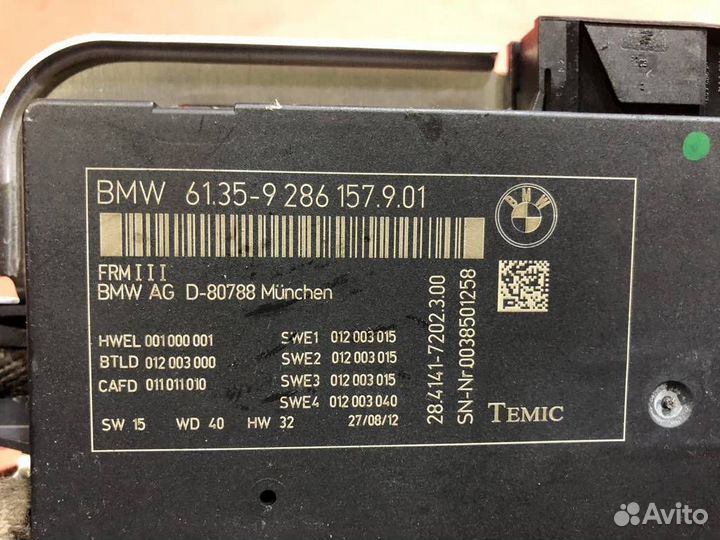 BMW 61.35-9 286 157.9.01
BMW
FRM III
BMW AG D-80788 München
HWEL 001 000 001
BTLD 012 003 000
CAFD 011 011 010
SWE1 012 003 015
SWE2 012 003 015
SWE3 012 003 015
SWE4 012 003 040
SW 15 WD 40 HW 32 27/08/12
28.4141-7202.3.00
SN-Nr 0038501258
TEMIC
Avito